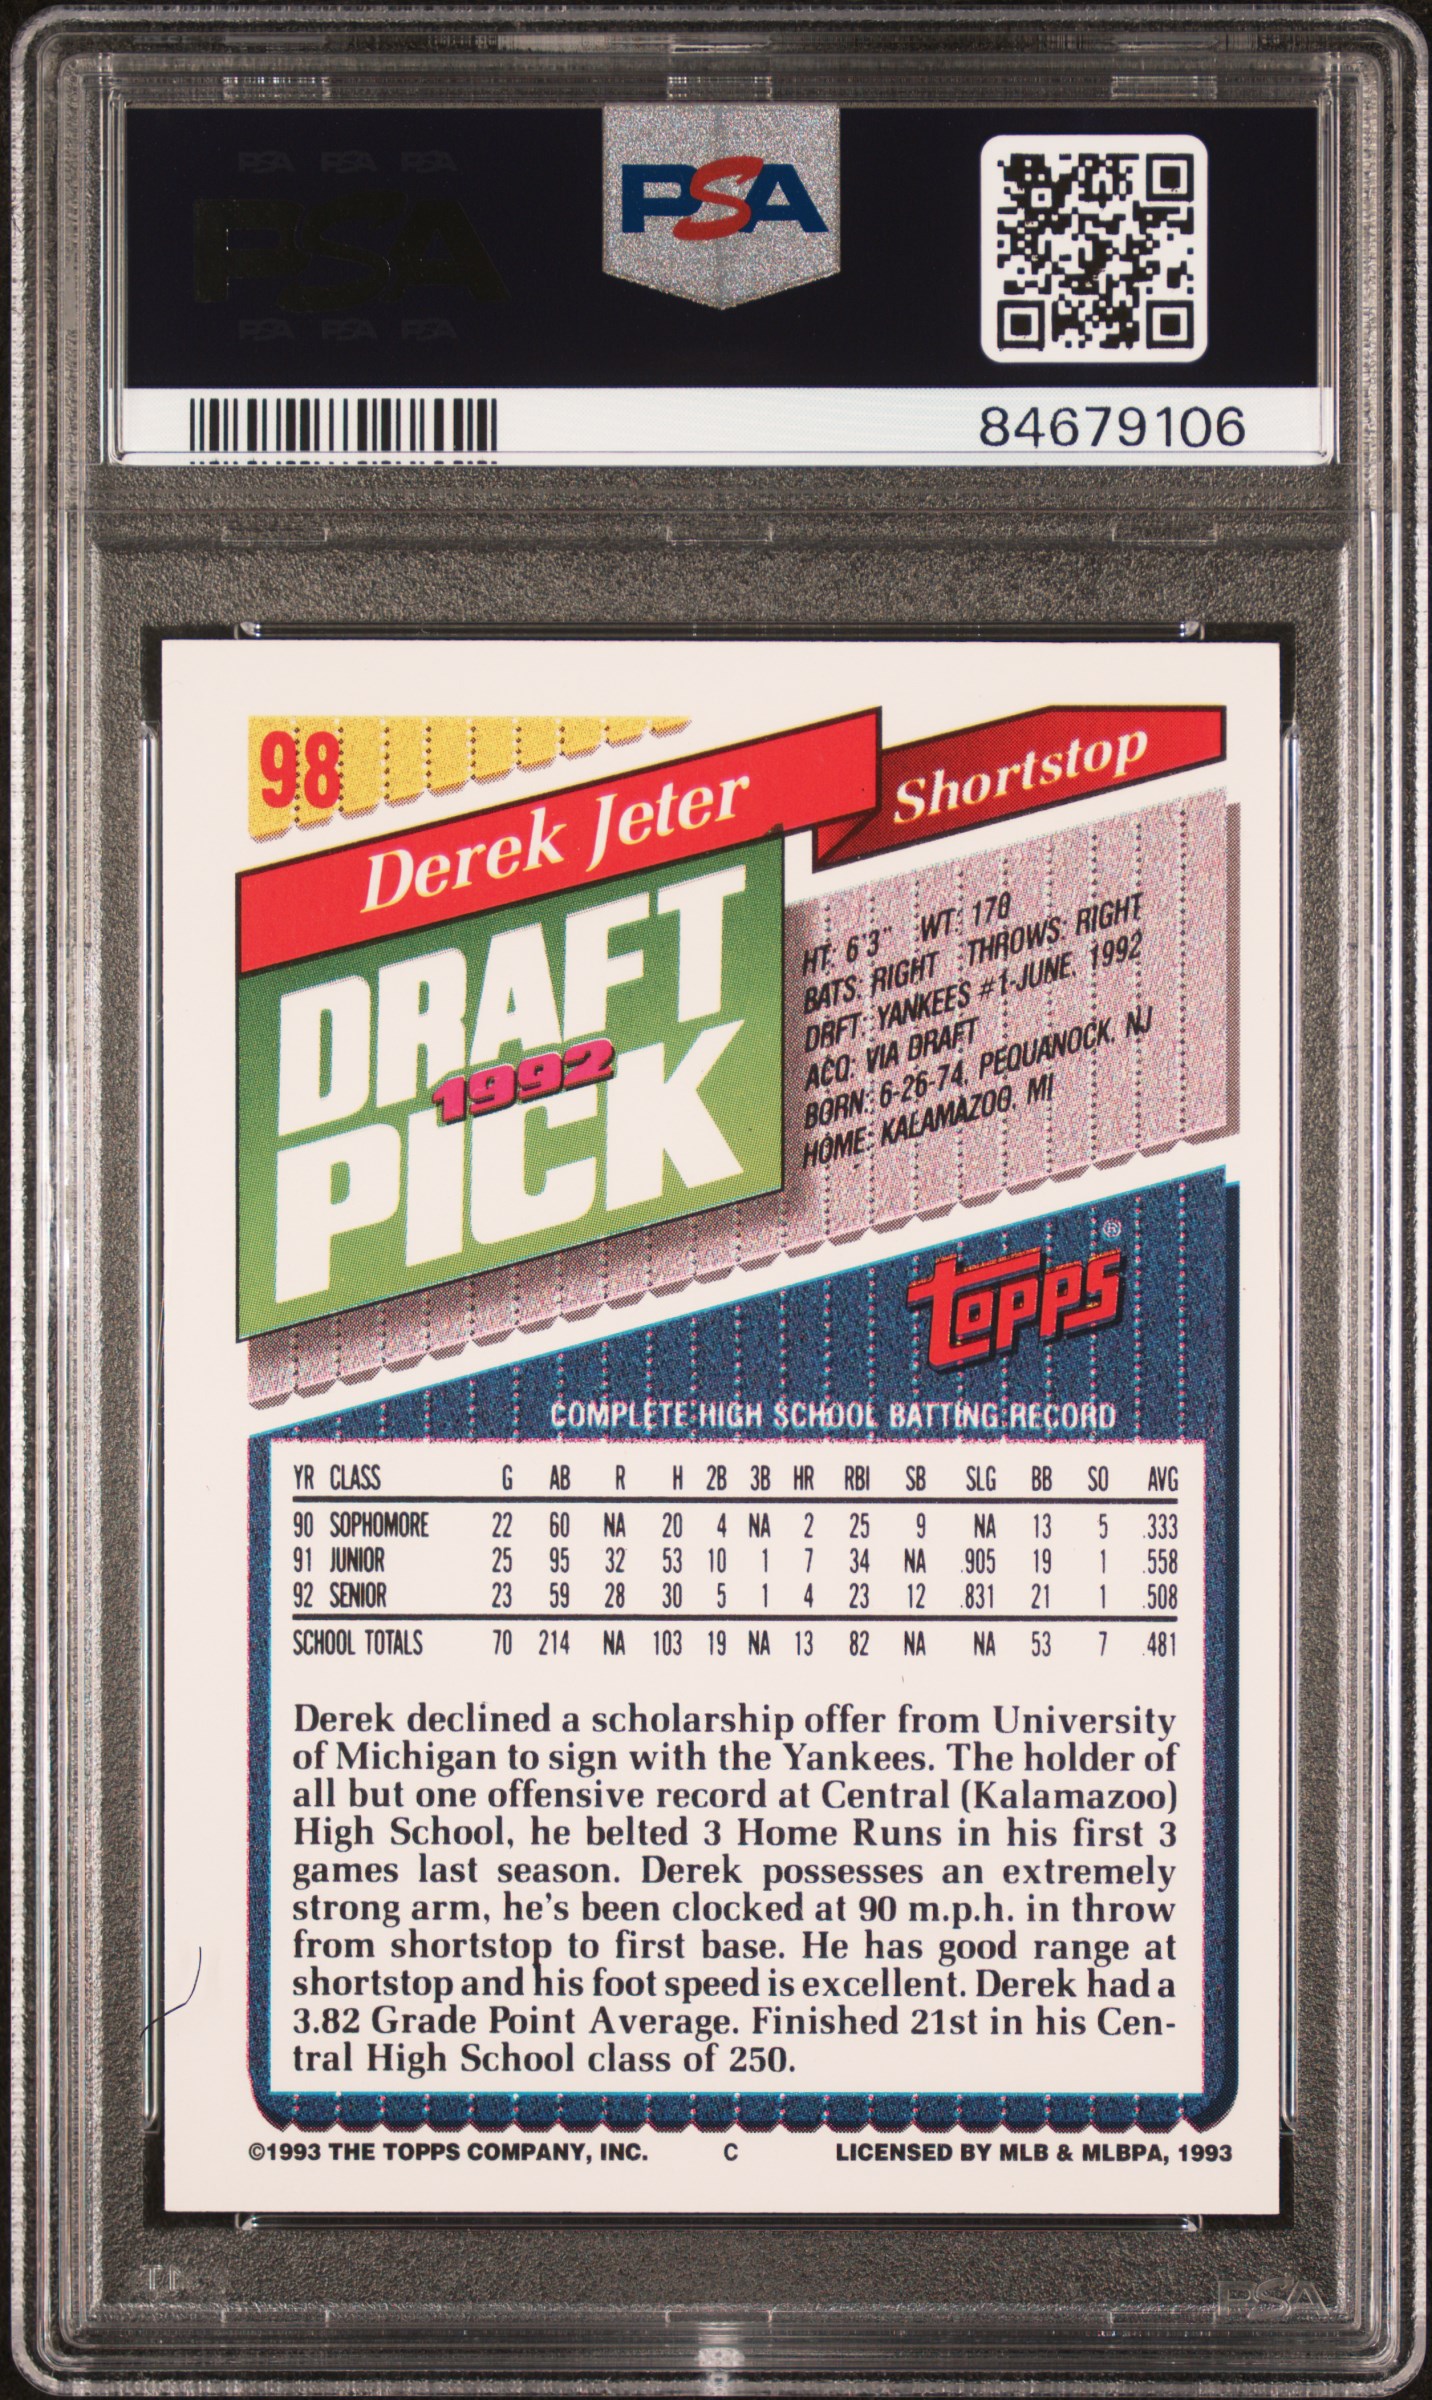 PSA PSA PSA
PSA
PSA PSA PSA
PSA
84679106
98
Derek Jeter
Shortstop
DRAFT
1992
PICK
HT: 6'3" WT: 170
BATS: RIGHT THROWS: RIGHT
DRFT: YANKEES #1-JUNE, 1992
ACQ: VIA DRAFT
BORN: 6-26-74, PEQUANOCK, NJ
HOME: KALAMAZOO, MI
TOPPS®
COMPLETE HIGH SCHOOL BATTING RECORD
YR CLASS G AB R H 2B 3B HR RBI SB SLG BB SO AVG
90 SOPHOMORE 22 60 NA 20 4 NA 2 25 9 NA 13 5 .333
91 JUNIOR 25 95 32 53 10 1 7 34 NA .905 19 1 .558
92 SENIOR 23 59 28 30 5 1 4 23 12 .831 21 1 .508
SCHOOL TOTALS 70 214 NA 103 19 NA 13 82 NA NA 53 7 .481
Derek declined a scholarship offer from University
of Michigan to sign with the Yankees. The holder of
all but one offensive record at Central (Kalamazoo)
High School, he belted 3 Home Runs in his first 3
games last season. Derek possesses an extremely
strong arm, he's been clocked at 90 m.p.h. in throw
from shortstop to first base. He has good range at
shortstop and his foot speed is excellent. Derek had a
3.82 Grade Point Average. Finished 21st in his Cen-
tral High School class of 250.
©1993 THE TOPPS COMPANY, INC. C LICENSED BY MLB & MLBPA, 1993
PSA